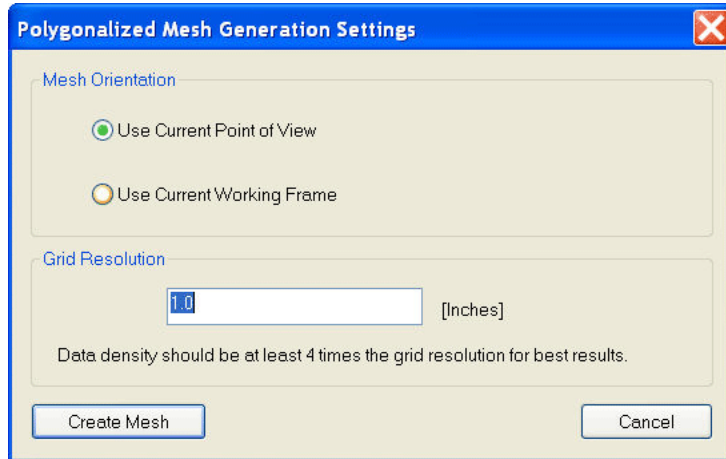 Polygonalized Mesh Generation Settings
Mesh Orientation
Use Current Point of View
Use Current Working Frame
Grid Resolution
1.0 [Inches]
Data density should be at least 4 times the grid resolution for best results.
Create Mesh Cancel